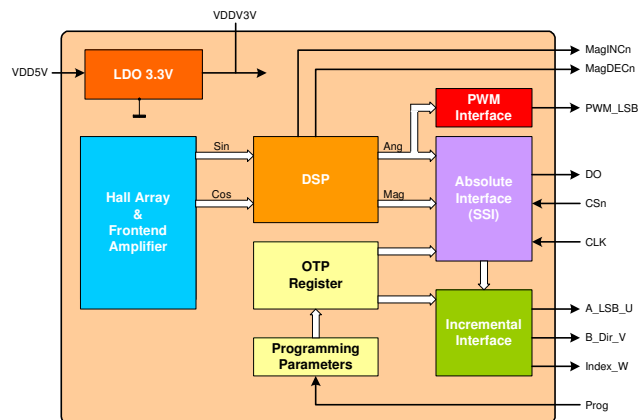 VDDV3V
VDD5V
LDO 3.3V
MagINCn
MagDECn
PWM
Interface
PWM_LSB
Hall Array
&
Frontend
Amplifier
Sin
Cos
DSP
Ang
Mag
Absolute
Interface
(SSI)
DO
CSn
CLK
OTP
Register
Programming
Parameters
Incremental
Interface
A_LSB_U
B_Dir_V
Index_W
Prog